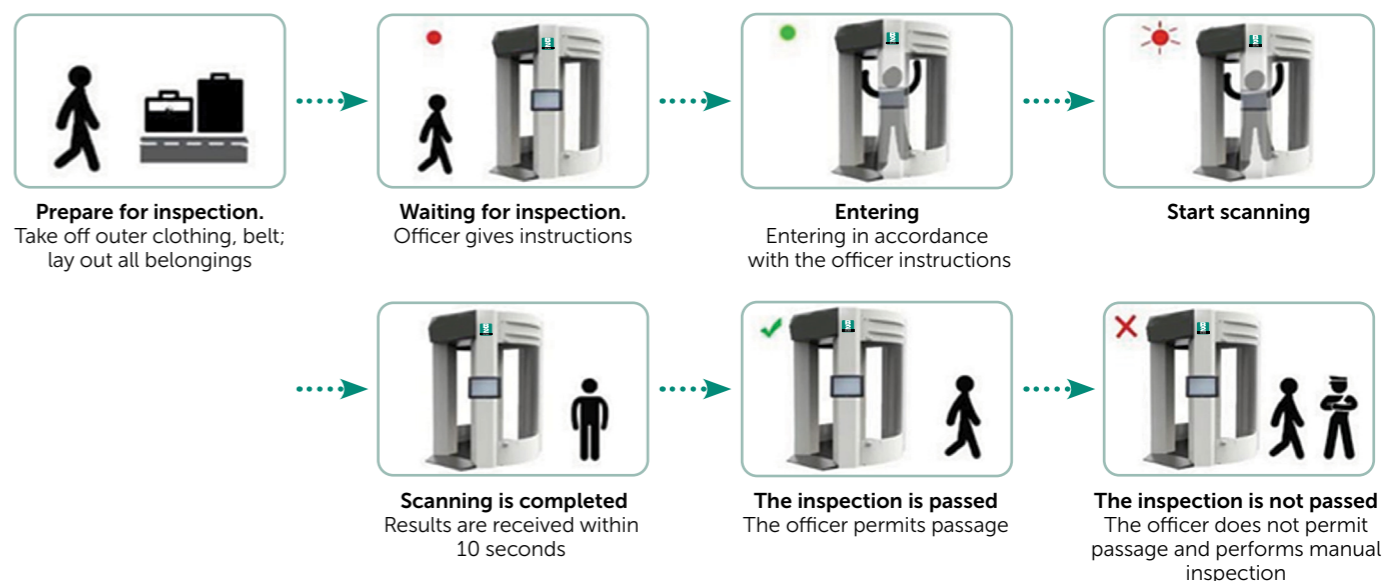 Prepare for inspection.
Take off outer clothing, belt;
lay out all belongings
Waiting for inspection.
Officer gives instructions
Entering
Entering in accordance
with the officer instructions
Start scanning
Scanning is completed
Results are received within
10 seconds
The inspection is passed
The officer permits passage
The inspection is not passed
The officer does not permit
passage and performs manual
inspection